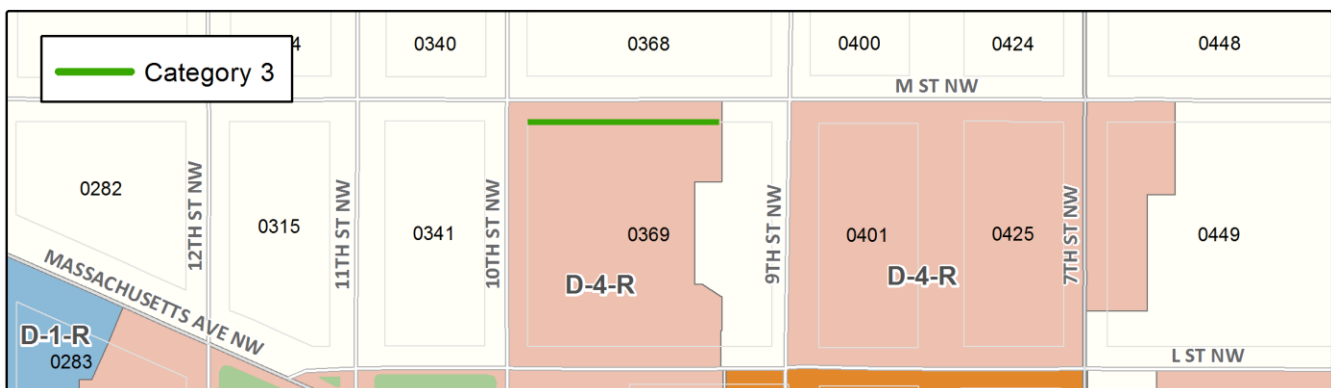 Category 3
4
0340
0368
0400
0424
0448
M ST NW
0282
12TH ST NW
0315
11TH ST NW
0341
10TH ST NW
0369
9TH ST NW
0401
0425
7TH ST NW
0449
MASSACHUSETTS AVE NW
D-4-R
D-4-R
D-1-R
0283
L ST NW